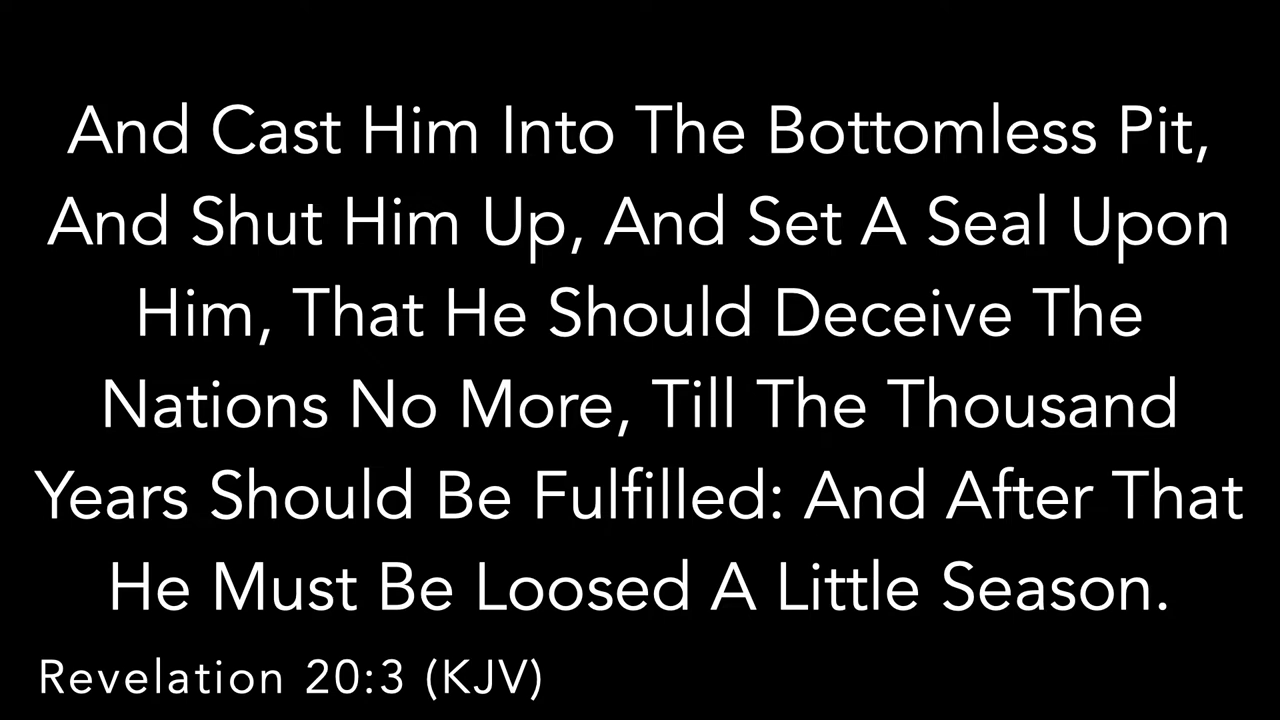 And Cast Him Into The Bottomless Pit,
And Shut Him Up, And Set A Seal Upon
Him, That He Should Deceive The
Nations No More, Till The Thousand
Years Should Be Fulfilled: And After That
He Must Be Loosed A Little Season.
Revelation 20:3 (KJV)